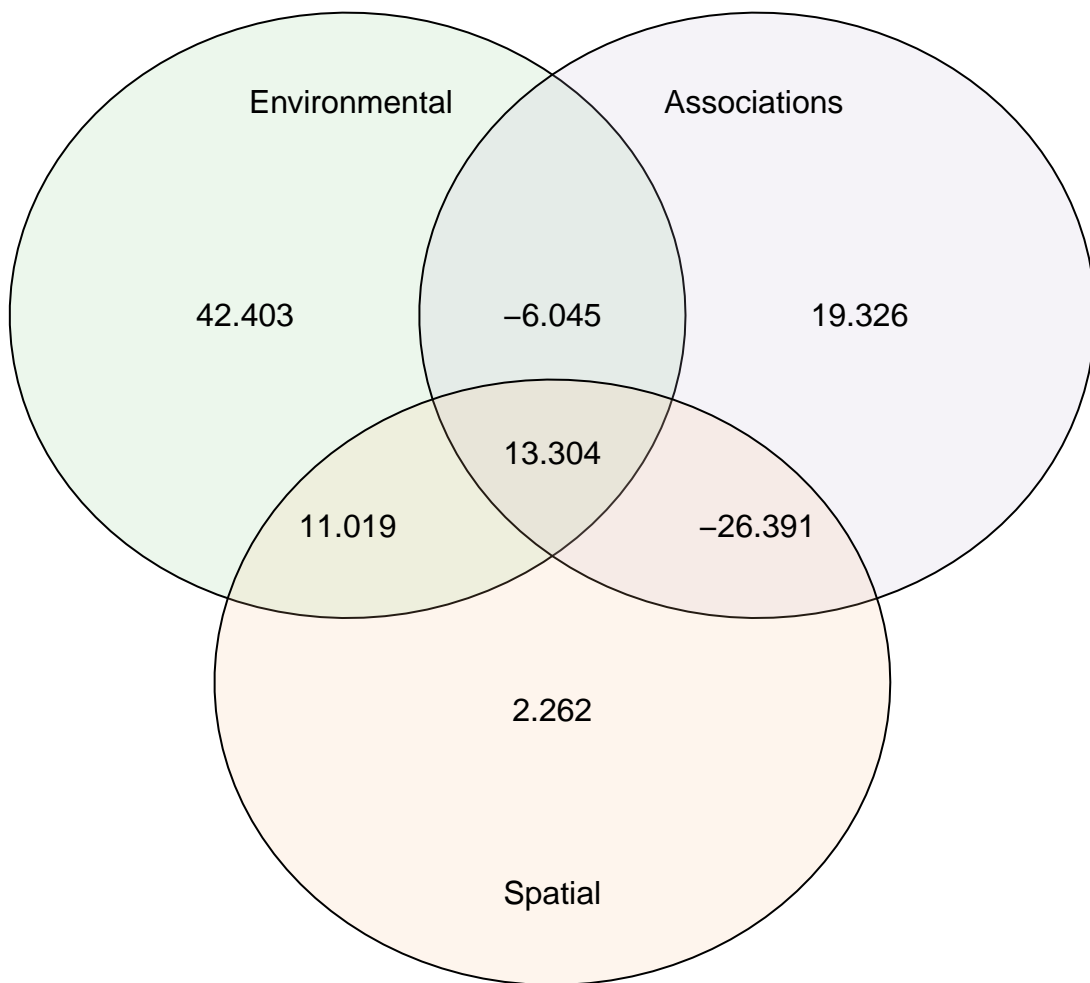 Environmental
Associations
42.403
–6.045
19.326
13.304
11.019
–26.391
2.262
Spatial